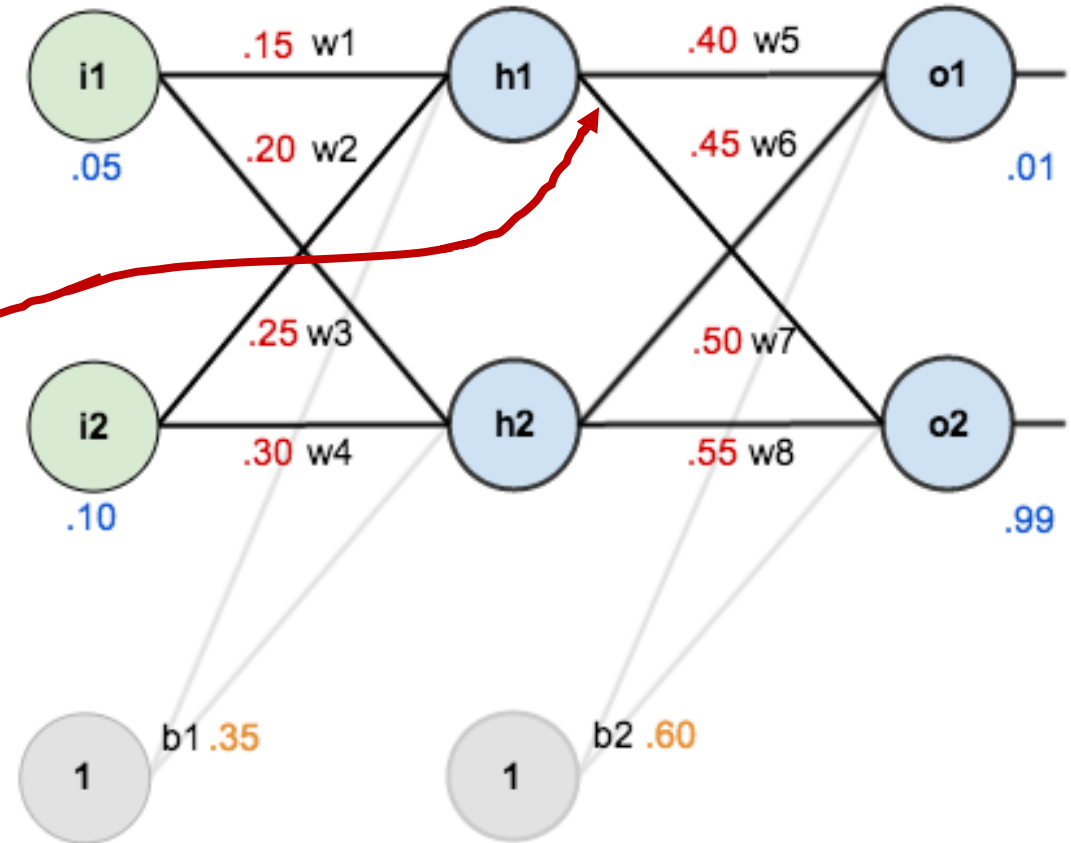 .15 w1
.40 w5
i1
h1
o1
.20 w2
.45 w6
.05
.01
.25 w3
.50 w7
i2
h2
o2
.30 w4
.55 w8
.10
.99
b1 .35
b2 .60
1
1